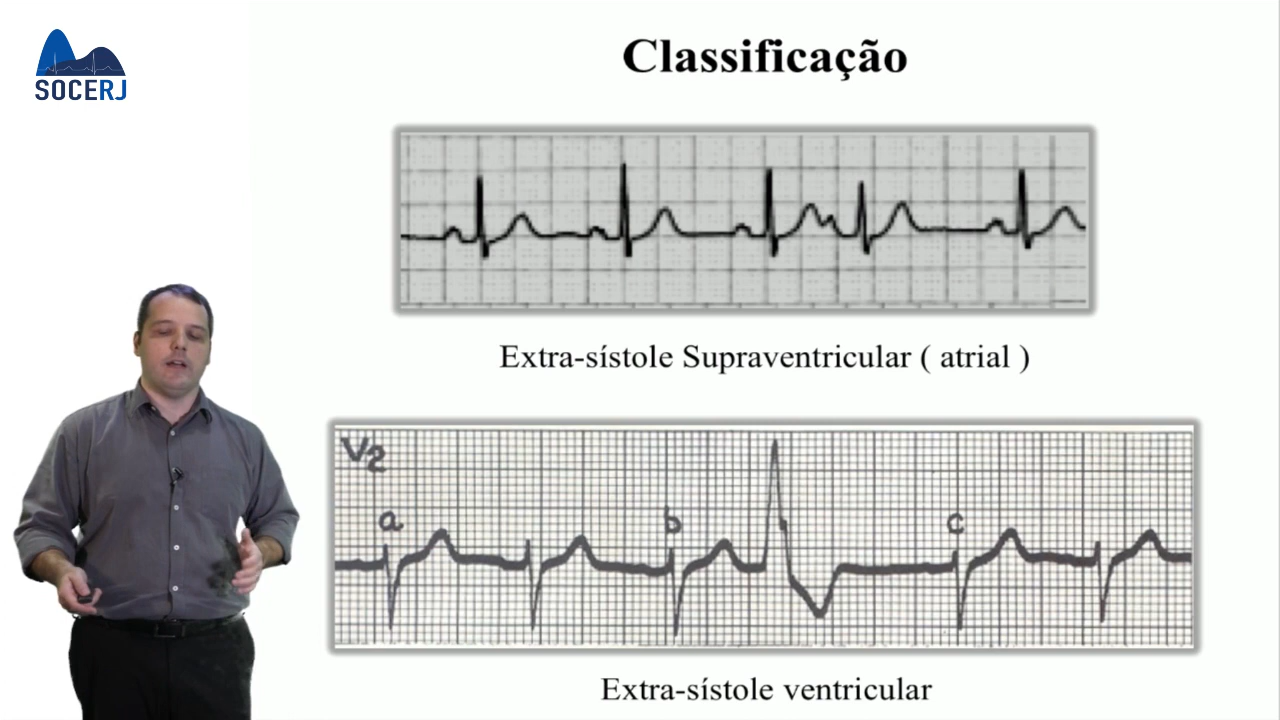 SOCERJ
Classificação
Extra-sístole Supraventricular ( atrial )
V2
a
b
c
Extra-sístole ventricular